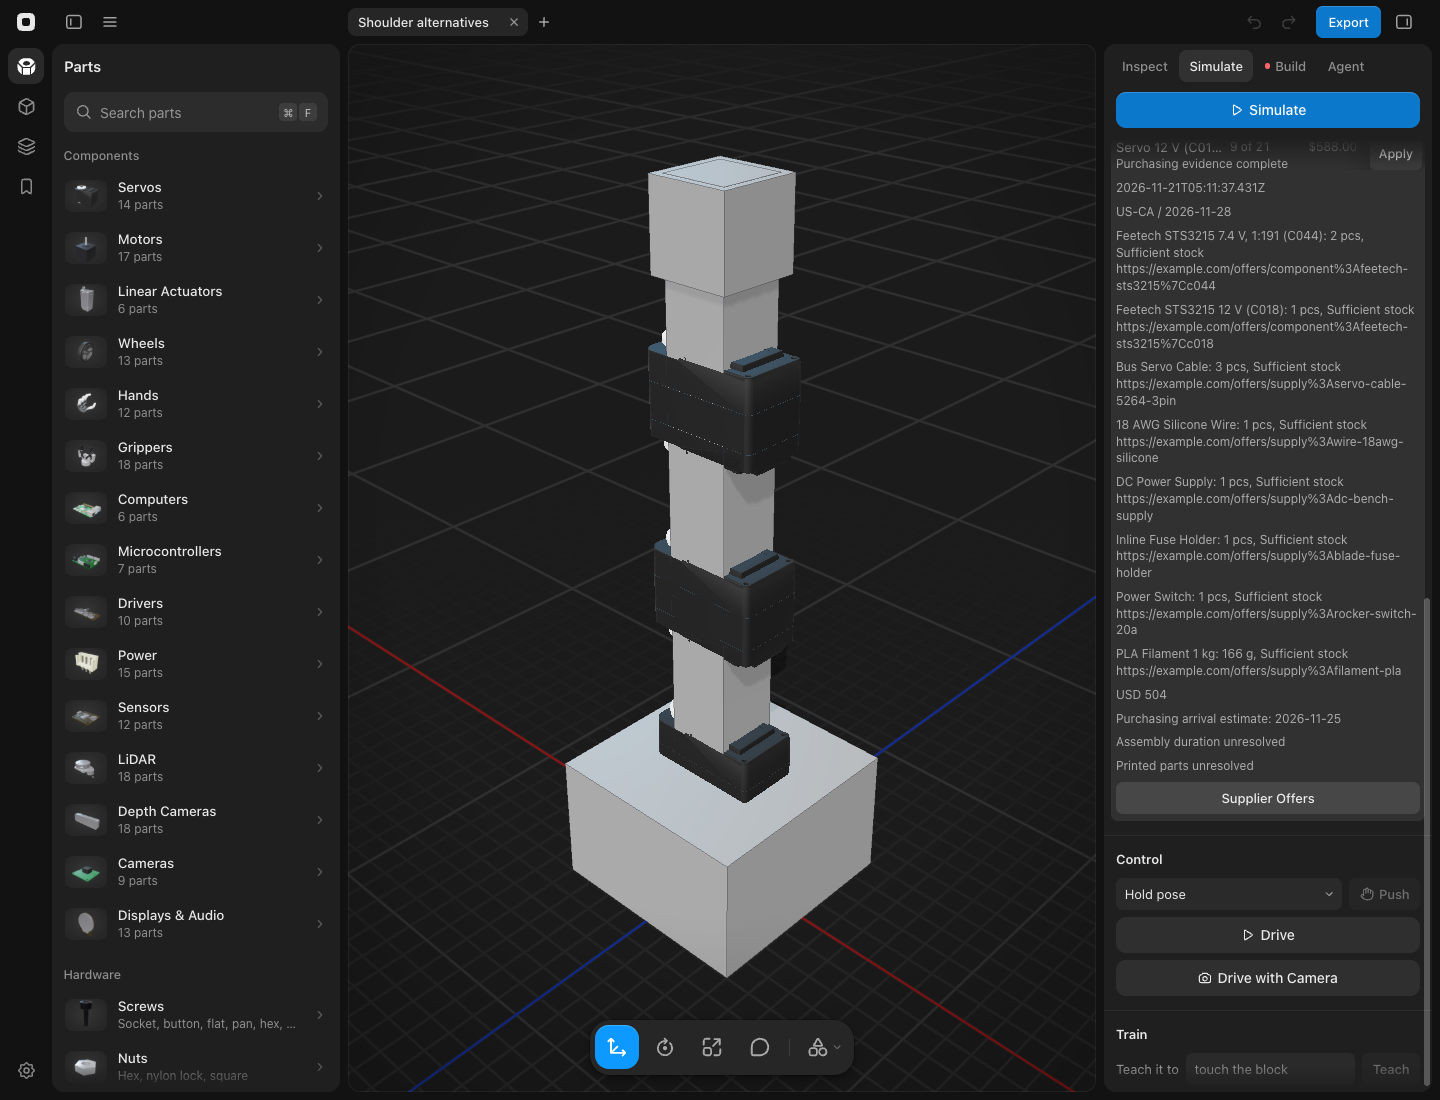 Shoulder alternatives
Export
Parts
Search parts
⌘ F
Components
Servos
14 parts
Motors
17 parts
Linear Actuators
6 parts
Wheels
13 parts
Hands
12 parts
Grippers
18 parts
Computers
6 parts
Microcontrollers
7 parts
Drivers
10 parts
Power
15 parts
Sensors
12 parts
LiDAR
18 parts
Depth Cameras
18 parts
Cameras
9 parts
Displays & Audio
13 parts
Hardware
Screws
Socket, button, flat, pan, hex, ...
Nuts
Hex, nylon lock, square
Inspect
Simulate
Build
Agent
Simulate
Servo 12 V (C01... 9 of 21 $588.00
Apply
Purchasing evidence complete
2026-11-21T05:11:37.431Z
US-CA / 2026-11-28
Feetech STS3215 7.4 V, 1:191 (C044): 2 pcs,
Sufficient stock
https://example.com/offers/component%3Afeetech-
sts3215%7Cc044
Feetech STS3215 12 V (C018): 1 pcs, Sufficient stock
https://example.com/offers/component%3Afeetech-
sts3215%7Cc018
Bus Servo Cable: 3 pcs, Sufficient stock
https://example.com/offers/supply%3Aservo-cable-
5264-3pin
18 AWG Silicone Wire: 1 pcs, Sufficient stock
https://example.com/offers/supply%3Awire-18awg-
silicone
DC Power Supply: 1 pcs, Sufficient stock
https://example.com/offers/supply%3Adc-bench-
supply
Inline Fuse Holder: 1 pcs, Sufficient stock
https://example.com/offers/supply%3Ablade-fuse-
holder
Power Switch: 1 pcs, Sufficient stock
https://example.com/offers/supply%3Arocker-switch-
20a
PLA Filament 1 kg: 166 g, Sufficient stock
https://example.com/offers/supply%3Afilament-pla
USD 504
Purchasing arrival estimate: 2026-11-25
Assembly duration unresolved
Printed parts unresolved
Supplier Offers
Control
Hold pose
Push
Drive
Drive with Camera
Train
Teach it to
touch the block
Teach